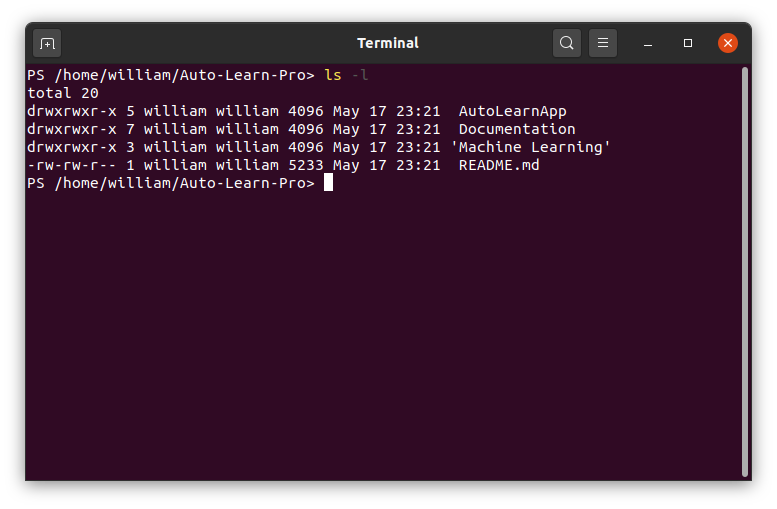 Terminal
PS /home/william/Auto-Learn-Pro> ls -l
total 20
drwxrwxr-x 5 william william 4096 May 17 23:21  AutoLearnApp
drwxrwxr-x 7 william william 4096 May 17 23:21  Documentation
drwxrwxr-x 3 william william 4096 May 17 23:21 'Machine Learning'
-rw-rw-r-- 1 william william 5233 May 17 23:21  README.md
PS /home/william/Auto-Learn-Pro>